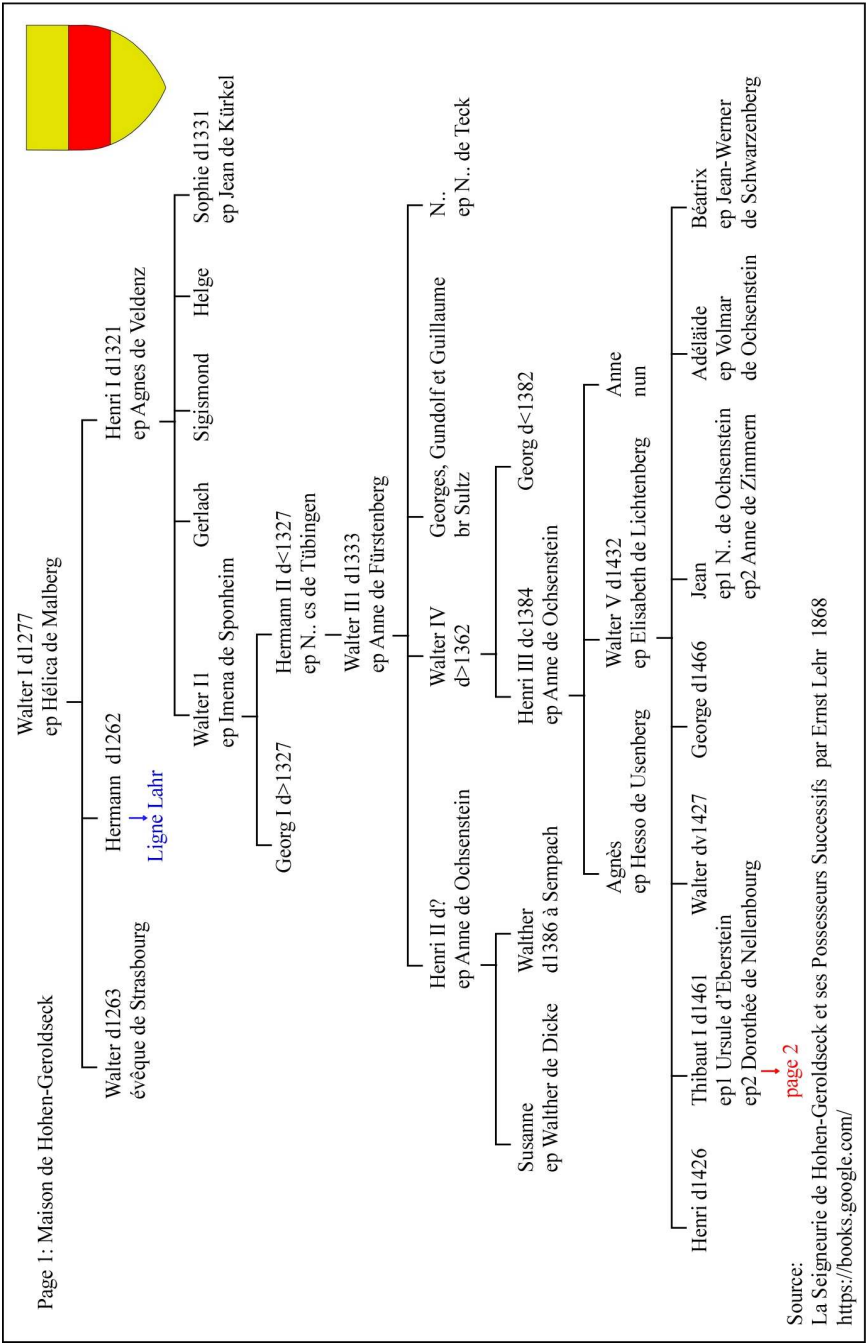 Page 1: Maison de Hohen-Geroldseck
Walter I d1277
ep Hélica de Malberg
Walter d1263
évêque de Strasbourg
Hermann d1262
Ligne Lahr
Henri I d1321
ep Agnes de Veldenz
Walter II
ep Imena de Sponheim
Gerlach
Sigismond
Helge
Sophie d1331
ep Jean de Kürkel
Georg I d>1327
Hermann II d<1327
ep N.. cs de Tübingen
Walter II1 d1333
ep Anne de Fürstenberg
Henri II d?
ep Anne de Ochsenstein
Walter IV
d>1362
Georges, Gundolf et Guillaume
br Sultz
N..
ep N.. de Teck
Susanne
ep Walther de Dicke
Walther
d1386 à Sempach
Henri III dc1384
ep Anne de Ochsenstein
Georg d<1382
Agnès
ep Hesso de Usenberg
Walter V d1432
ep Elisabeth de Lichtenberg
Anne
nun
Henri d1426
Thibaut I d1461
ep1 Ursule d'Eberstein
ep2 Dorothée de Nellenbourg
page 2
Walter dv1427
George d1466
Jean
ep1 N.. de Ochsenstein
ep2 Anne de Zimmern
Adélaïde
ep Volmar
de Ochsenstein
Béatrix
ep Jean-Werner
de Schwarzenberg
Source:
La Seigneurie de Hohen-Geroldseck et ses Possesseurs Successifs par Ernst Lehr 1868
https://books.google.com/